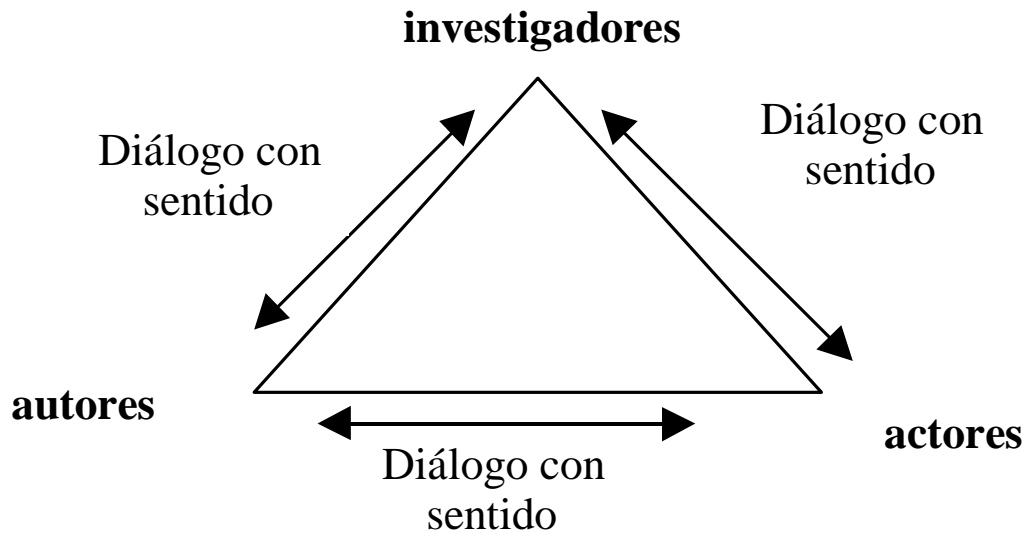 investigadores
Diálogo con
sentido
Diálogo con
sentido
autores
actores
Diálogo con
sentido